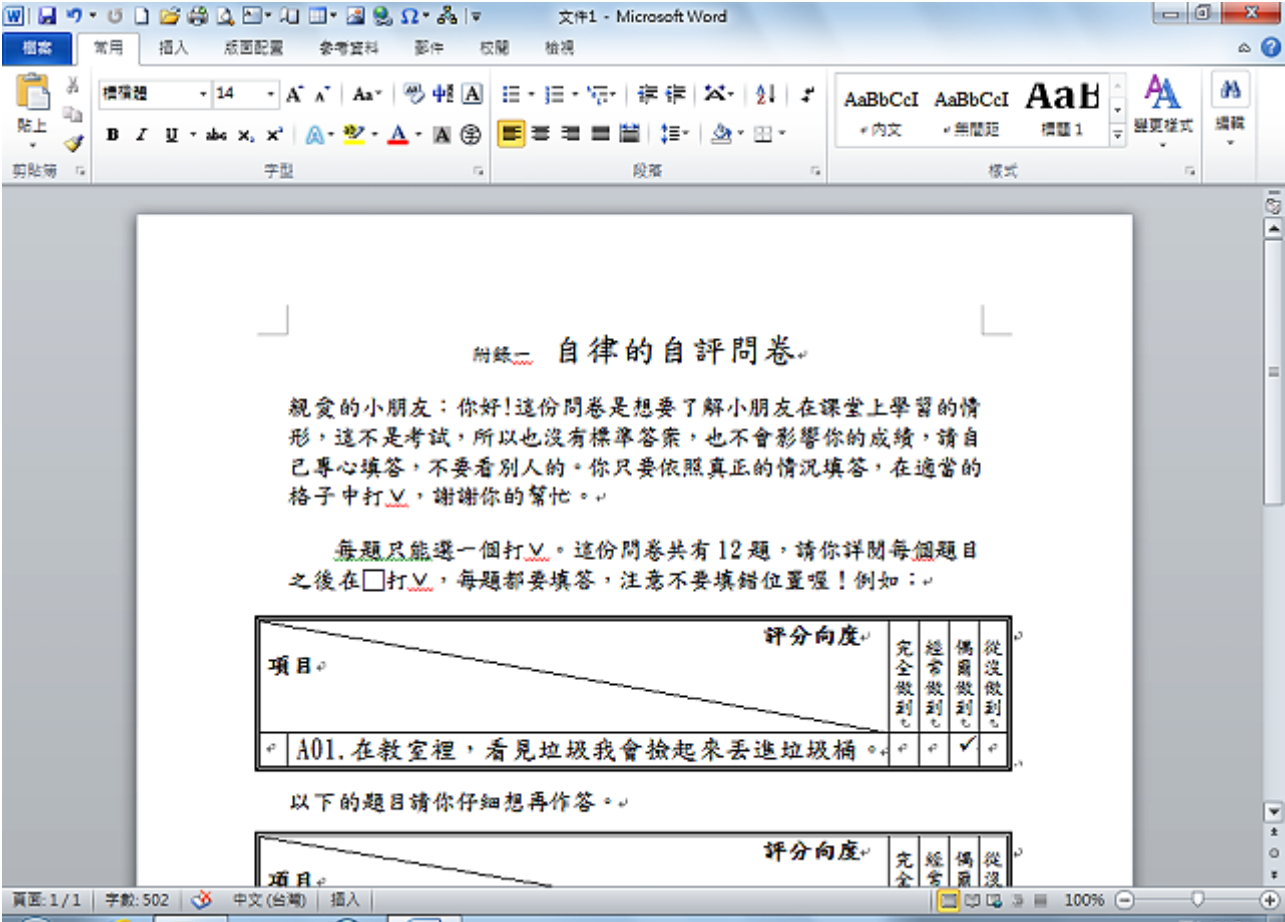 文件1 - Microsoft Word
檔案 常用 插入 版面配置 參考資料 郵件 校閱 檢視
標楷體 14
貼上
AaBbCcI AaBbCcI AaB
內文 無間距 標題 1
變更樣式 編輯
剪貼簿 字型 段落 樣式
附錄一 自律的自評問卷
親愛的小朋友：你好!這份問卷是想要了解小朋友在課堂上學習的情
形，這不是考試，所以也沒有標準答案，也不會影響你的成績，請自
己專心填答，不要看別人的。你只要依照真正的情況填答，在適當的
格子中打ˇ，謝謝你的幫忙。
每題只能選一個打ˇ。這份問卷共有12題，請你詳閱每個題目
之後在□打ˇ，每題都要填答，注意不要填錯位置喔！例如：
評分向度
項目
完全做到
經常做到
偶爾做到
從沒做到
A01.在教室裡，看見垃圾我會撿起來丟進垃圾桶。 ✓
以下的題目請你仔細想再作答。
評分向度
項目
完全
經常
偶爾
從沒
頁面: 1/1 字數: 502 中文(台灣) 插入 100%